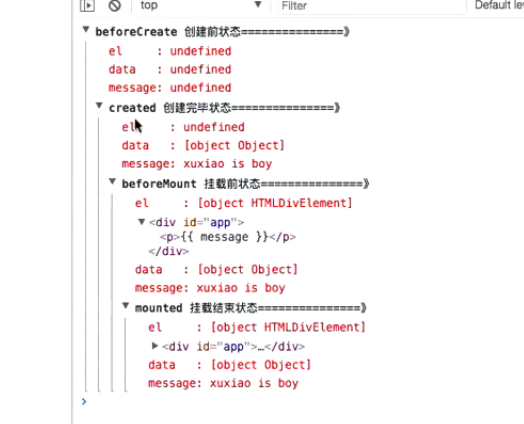 top Filter Default le
beforeCreate 创建前状态===============》
el : undefined
data : undefined
message: undefined
created 创建完毕状态===============》
el : undefined
data : [object Object]
message: xuxiao is boy
beforeMount 挂载前状态===============》
el : [object HTMLDivElement]
<div id="app">
<p>{{ message }}</p>
</div>
data : [object Object]
message: xuxiao is boy
mounted 挂载结束状态===============》
el : [object HTMLDivElement]
<div id="app">…</div>
data : [object Object]
message: xuxiao is boy